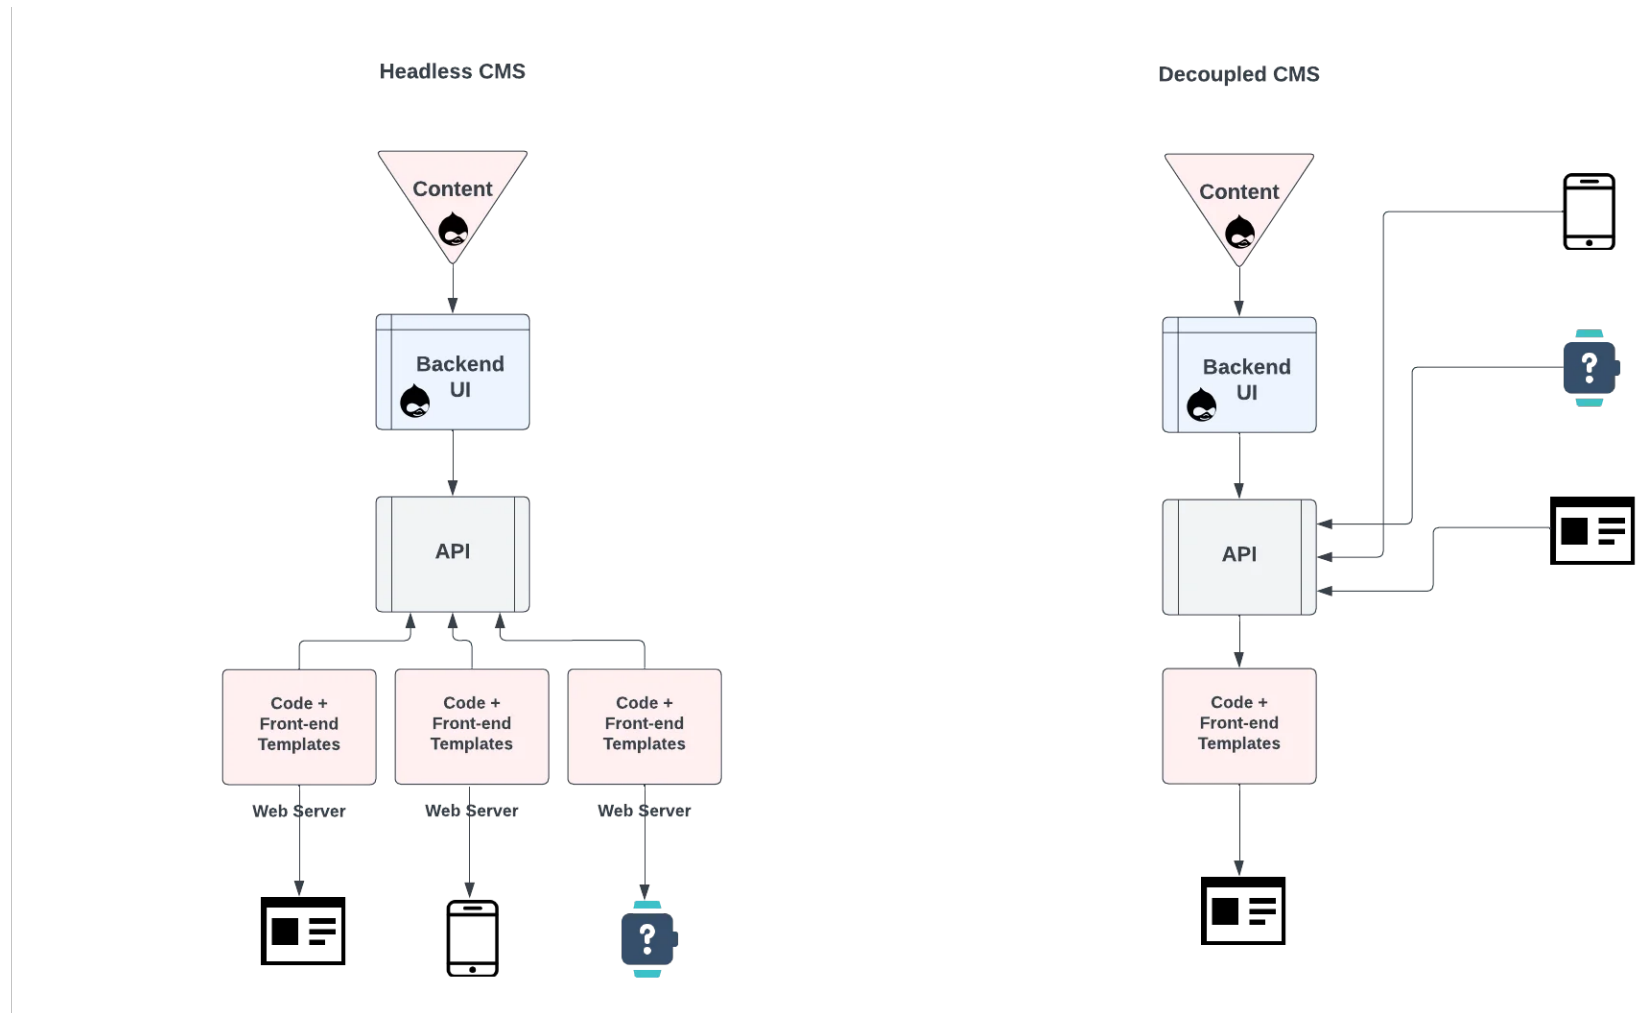 Headless CMS
Content
Backend
UI
API
Code +
Front-end
Templates
Code +
Front-end
Templates
Code +
Front-end
Templates
Web Server
Web Server
Web Server
?
Decoupled CMS
Content
Backend
UI
API
Code +
Front-end
Templates
?